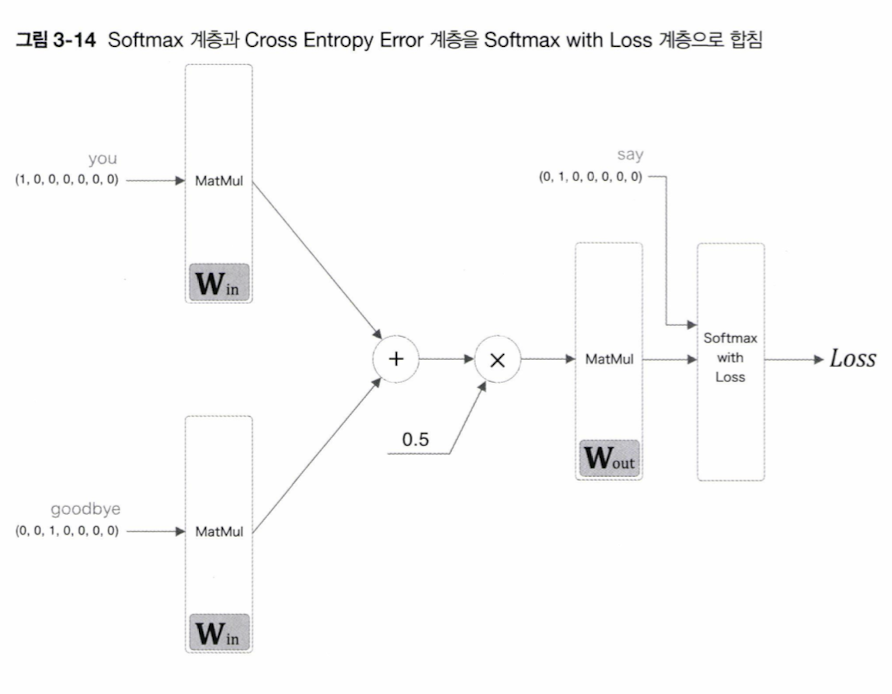 그림 3-14 Softmax 계층과 Cross Entropy Error 계층을 Softmax with Loss 계층으로 합침
you
(1, 0, 0, 0, 0, 0, 0)
MatMul
W in
say
(0, 1, 0, 0, 0, 0, 0)
+
×
0.5
MatMul
W out
Softmax
with
Loss
Loss
goodbye
(0, 0, 1, 0, 0, 0, 0)
MatMul
W in